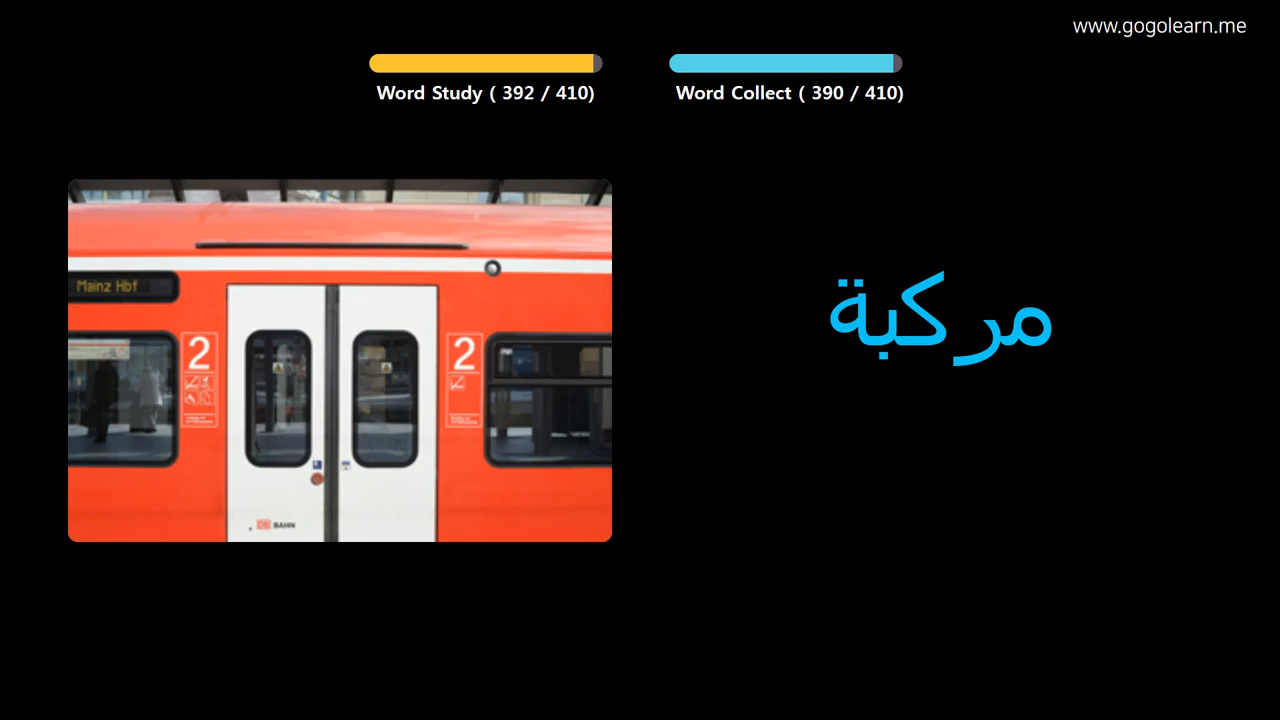 www.gogolearn.me
Word Study ( 392 / 410)
Word Collect ( 390 / 410)
Mainz Hbf
2
2
مركبة
DB BAHN